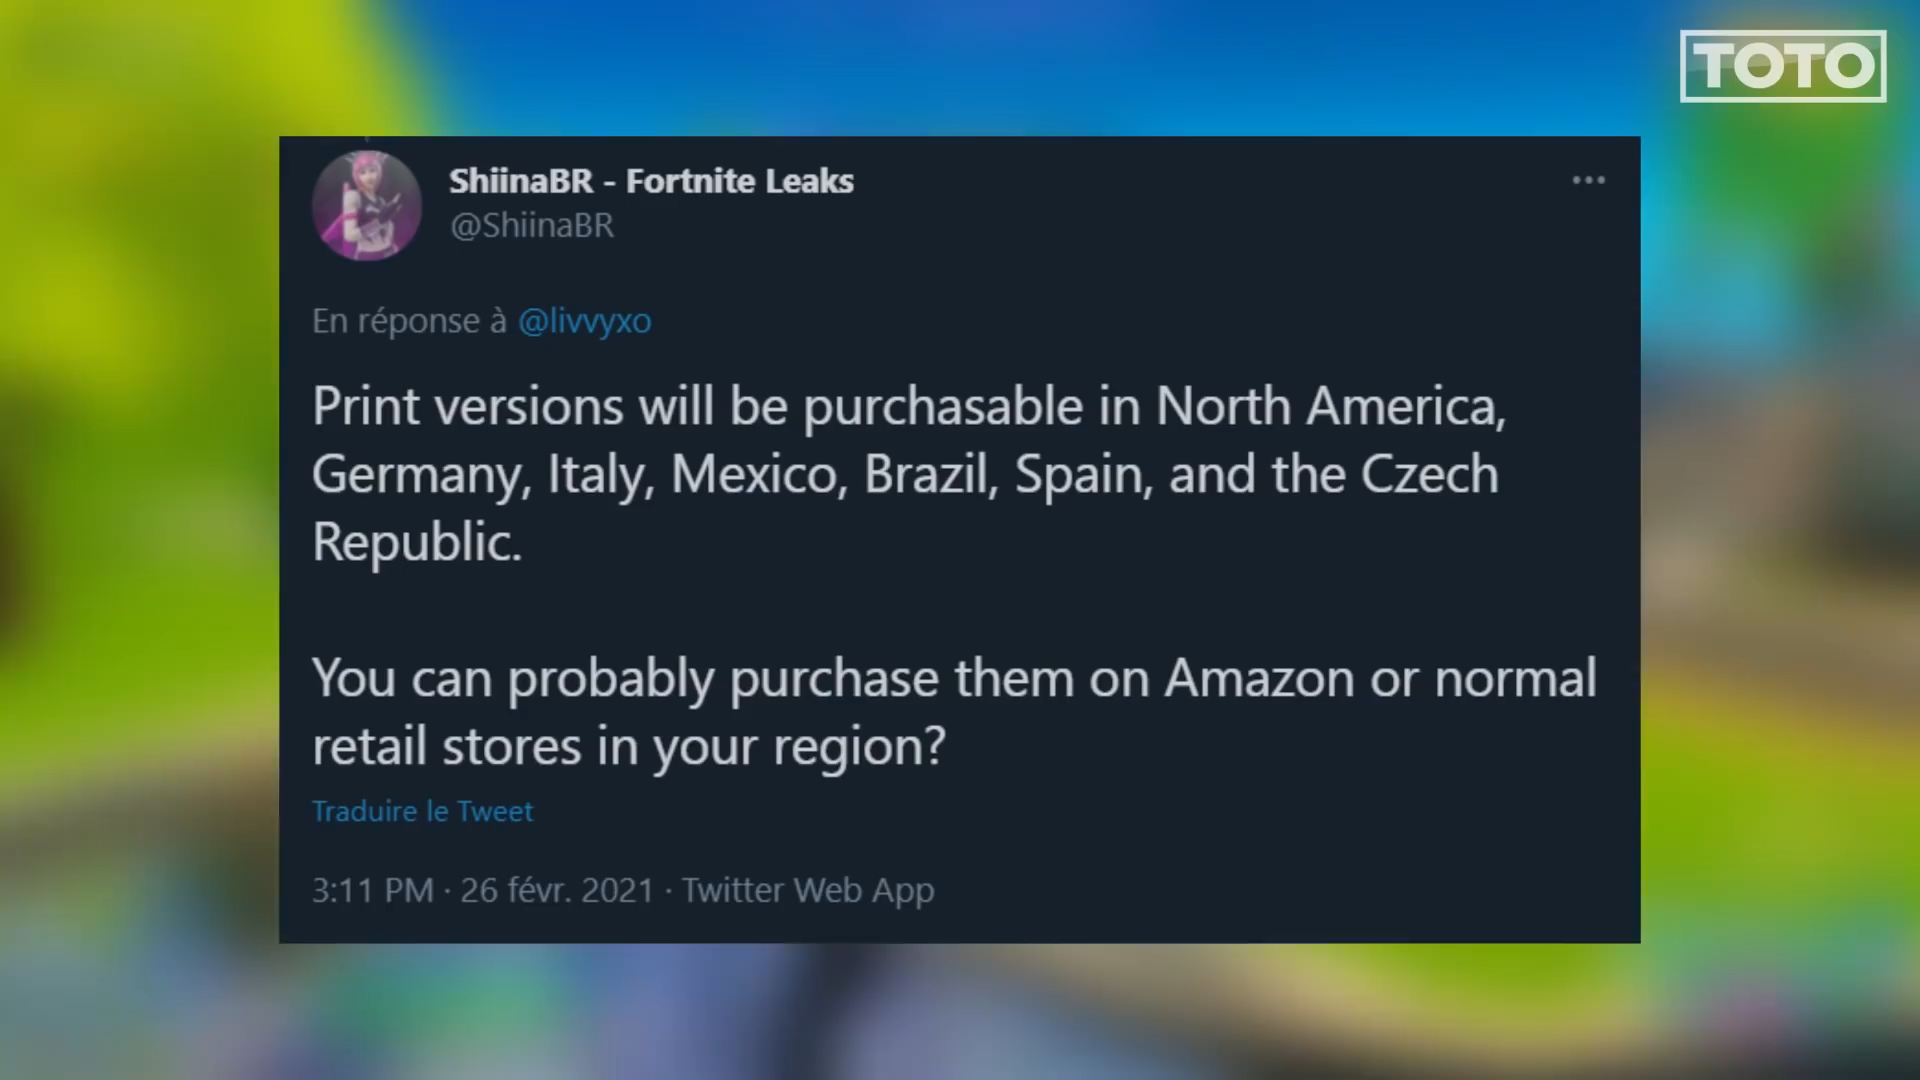 TOTO
ShiinaBR - Fortnite Leaks
@ShiinaBR
En réponse à @livvyxo
Print versions will be purchasable in North America,
Germany, Italy, Mexico, Brazil, Spain, and the Czech
Republic.
You can probably purchase them on Amazon or normal
retail stores in your region?
Traduire le Tweet
3:11 PM · 26 févr. 2021 · Twitter Web App